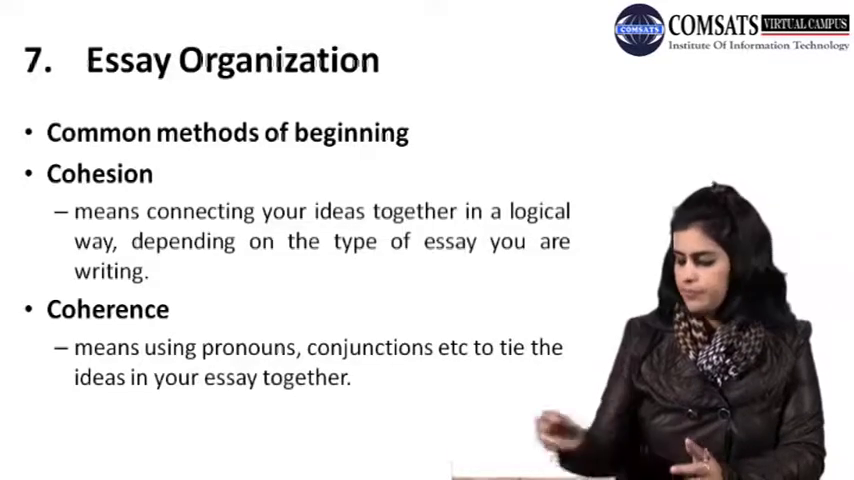 COMSATS VIRTUAL CAMPUS
COMSATS
Institute Of Information Technology
7. Essay Organization
• Common methods of beginning
• Cohesion
– means connecting your ideas together in a logical
way, depending on the type of essay you are
writing.
• Coherence
– means using pronouns, conjunctions etc to tie the
ideas in your essay together.